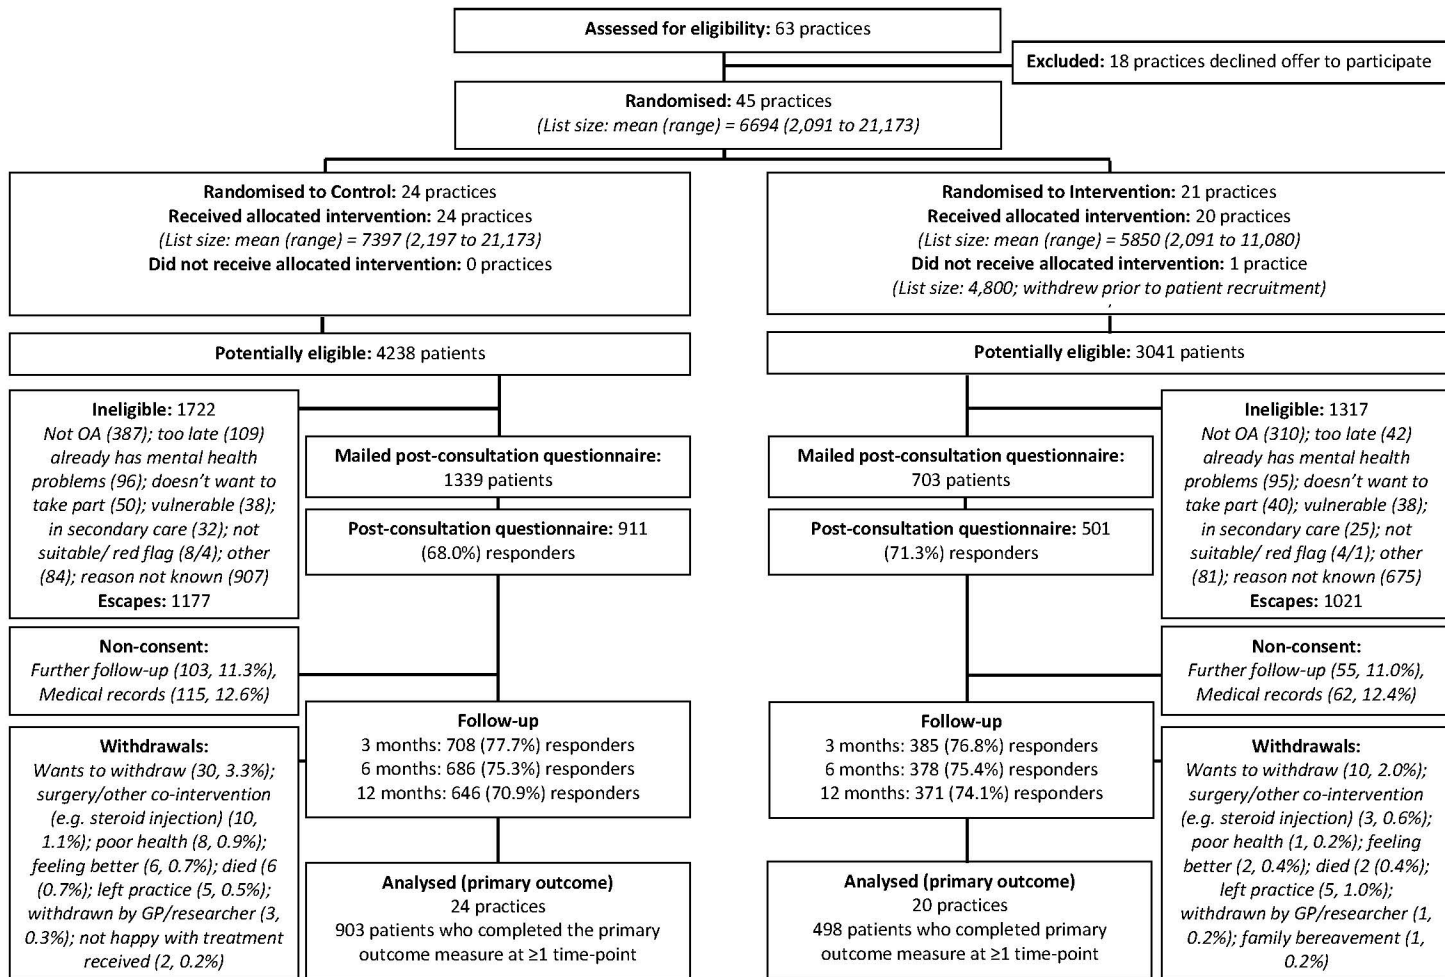 Assessed for eligibility: 63 practices
Excluded: 18 practices declined offer to participate
Randomised: 45 practices
(List size: mean (range) = 6694 (2,091 to 21,173)
Randomised to Control: 24 practices
Received allocated intervention: 24 practices
(List size: mean (range) = 7397 (2,197 to 21,173)
Did not receive allocated intervention: 0 practices
Randomised to Intervention: 21 practices
Received allocated intervention: 20 practices
(List size: mean (range) = 5850 (2,091 to 11,080)
Did not receive allocated intervention: 1 practice
(List size: 4,800; withdrew prior to patient recruitment)
,
Potentially eligible: 4238 patients
Potentially eligible: 3041 patients
Ineligible: 1722
Not OA (387); too late (109)
already has mental health
problems (96); doesn't want to
take part (50); vulnerable (38);
in secondary care (32); not
suitable/ red flag (8/4); other
(84); reason not known (907)
Escapes: 1177
Mailed post-consultation questionnaire:
1339 patients
Post-consultation questionnaire: 911
(68.0%) responders
Mailed post-consultation questionnaire:
703 patients
Post-consultation questionnaire: 501
(71.3%) responders
Ineligible: 1317
Not OA (310); too late (42)
already has mental health
problems (95); doesn't want to
take part (40); vulnerable (38);
in secondary care (25); not
suitable/ red flag (4/1); other
(81); reason not known (675)
Escapes: 1021
Non-consent:
Further follow-up (103, 11.3%),
Medical records (115, 12.6%)
Non-consent:
Further follow-up (55, 11.0%),
Medical records (62, 12.4%)
Withdrawals:
Wants to withdraw (30, 3.3%);
surgery/other co-intervention
(e.g. steroid injection) (10,
1.1%); poor health (8, 0.9%);
feeling better (6, 0.7%); died (6
(0.7%); left practice (5, 0.5%);
withdrawn by GP/researcher (3,
0.3%); not happy with treatment
received (2, 0.2%)
Follow-up
3 months: 708 (77.7%) responders
6 months: 686 (75.3%) responders
12 months: 646 (70.9%) responders
Follow-up
3 months: 385 (76.8%) responders
6 months: 378 (75.4%) responders
12 months: 371 (74.1%) responders
Withdrawals:
Wants to withdraw (10, 2.0%);
surgery/other co-intervention
(e.g. steroid injection) (3, 0.6%);
poor health (1, 0.2%); feeling
better (2, 0.4%); died (2 (0.4%);
left practice (5, 1.0%);
withdrawn by GP/researcher (1,
0.2%); family bereavement (1,
0.2%)
Analysed (primary outcome)
24 practices
903 patients who completed the primary
outcome measure at ≥1 time-point
Analysed (primary outcome)
20 practices
498 patients who completed primary
outcome measure at ≥1 time-point